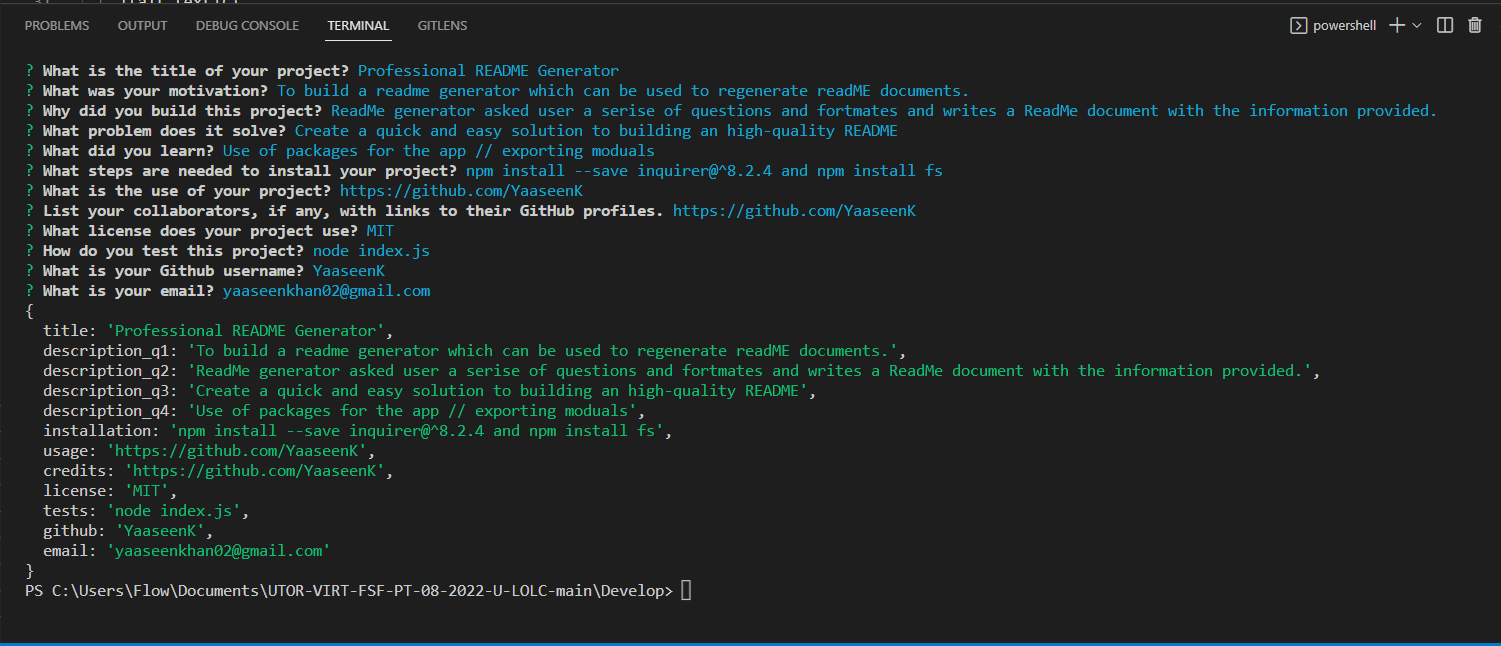 PROBLEMS OUTPUT DEBUG CONSOLE TERMINAL GITLENS powershell
? What is the title of your project? Professional README Generator
? What was your motivation? To build a readme generator which can be used to regenerate readME documents.
? Why did you build this project? ReadMe generator asked user a serise of questions and fortmates and writes a ReadMe document with the information provided.
? What problem does it solve? Create a quick and easy solution to building an high-quality README
? What did you learn? Use of packages for the app // exporting moduals
? What steps are needed to install your project? npm install --save inquirer@^8.2.4 and npm install fs
? What is the use of your project? https://github.com/YaaseenK
? List your collaborators, if any, with links to their GitHub profiles. https://github.com/YaaseenK
? What license does your project use? MIT
? How do you test this project? node index.js
? What is your Github username? YaaseenK
? What is your email? yaaseenkhan02@gmail.com
{
  title: 'Professional README Generator',
  description_q1: 'To build a readme generator which can be used to regenerate readME documents.',
  description_q2: 'ReadMe generator asked user a serise of questions and fortmates and writes a ReadMe document with the information provided.',
  description_q3: 'Create a quick and easy solution to building an high-quality README',
  description_q4: 'Use of packages for the app // exporting moduals',
  installation: 'npm install --save inquirer@^8.2.4 and npm install fs',
  usage: 'https://github.com/YaaseenK',
  credits: 'https://github.com/YaaseenK',
  license: 'MIT',
  tests: 'node index.js',
  github: 'YaaseenK',
  email: 'yaaseenkhan02@gmail.com'
}
PS C:\Users\Flow\Documents\UTOR-VIRT-FSF-PT-08-2022-U-LOLC-main\Develop>